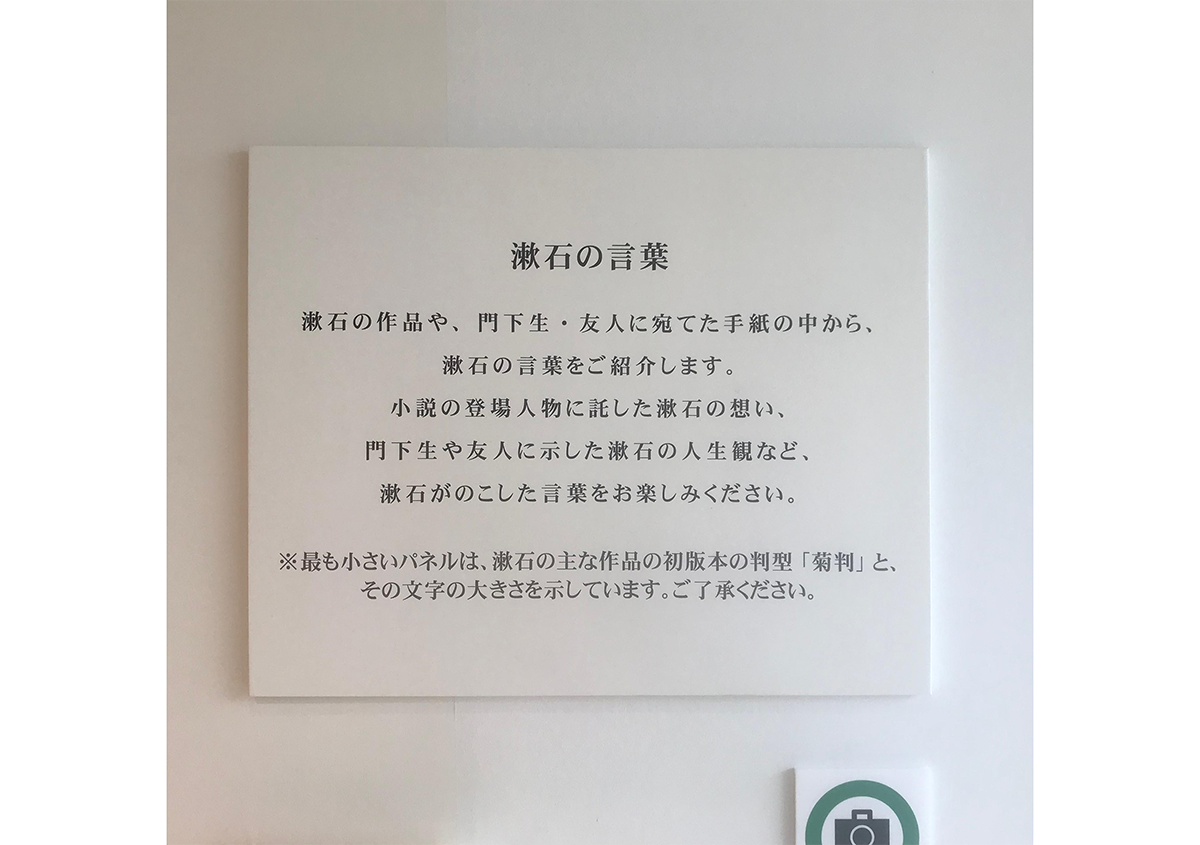 漱石の言葉
漱石の作品や、門下生・友人に宛てた手紙の中から、
漱石の言葉をご紹介します。
小説の登場人物に託した漱石の想い、
門下生や友人に示した漱石の人生観など、
漱石がのこした言葉をお楽しみください。
※最も小さいパネルは、漱石の主な作品の初版本の判型「菊判」と、
その文字の大きさを示しています。ご了承ください。